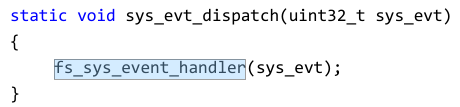 static void sys_evt_dispatch(uint32_t sys_evt)
{
    fs_sys_event_handler(sys_evt);
}